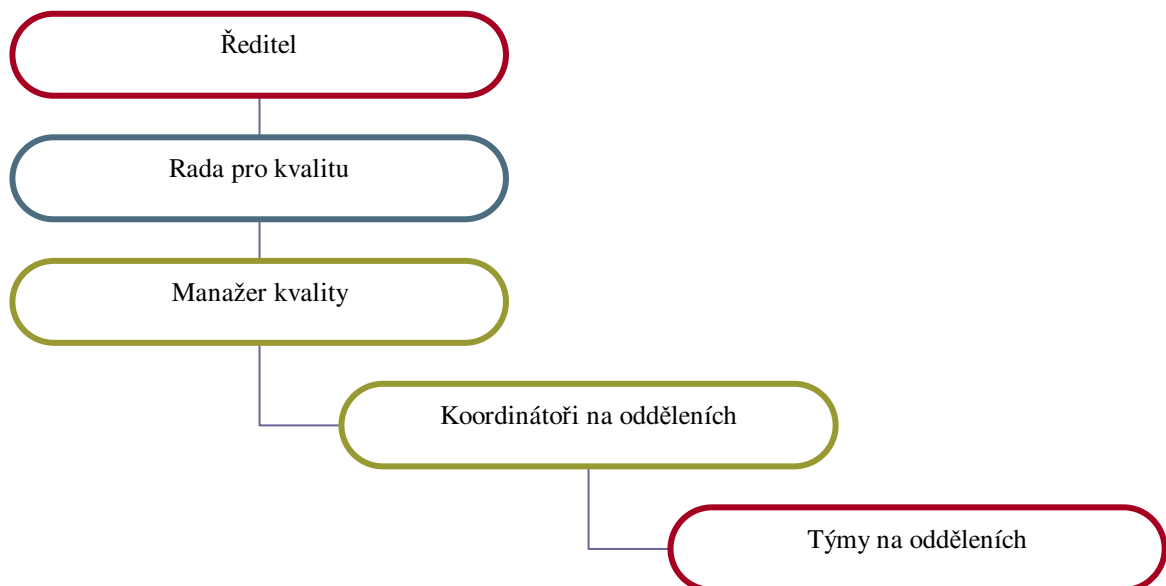 Ředitel
Rada pro kvalitu
Manažer kvality
Koordinátoři na odděleních
Týmy na odděleních